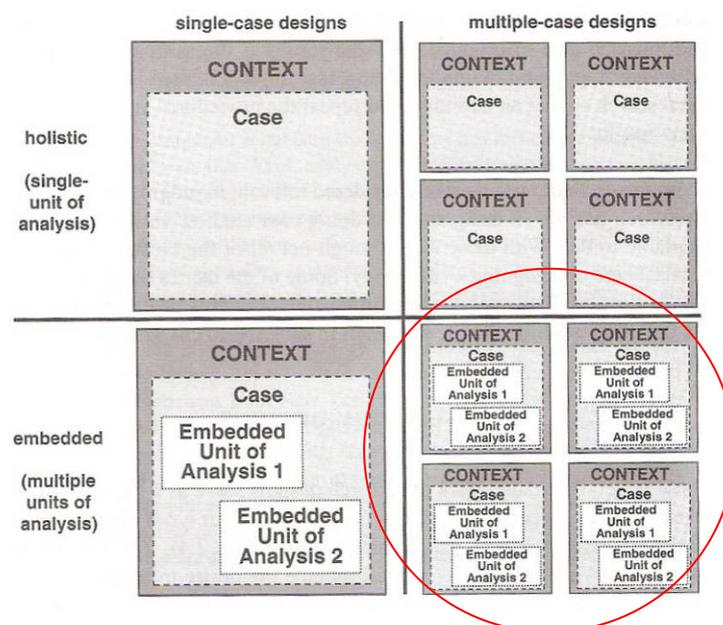 single-case designs
multiple-case designs
holistic
(single-
unit of
analysis)
CONTEXT
Case
CONTEXT
Case
CONTEXT
Case
CONTEXT
Case
CONTEXT
Case
embedded
(multiple
units of
analysis)
CONTEXT
Case
Embedded
Unit of
Analysis 1
Embedded
Unit of
Analysis 2
CONTEXT
Case
Embedded
Unit of
Analysis 1
Embedded
Unit of
Analysis 2
CONTEXT
Case
Embedded
Unit of
Analysis 1
Embedded
Unit of
Analysis 2
CONTEXT
Case
Embedded
Unit of
Analysis 1
Embedded
Unit of
Analysis 2
CONTEXT
Case
Embedded
Unit of
Analysis 1
Embedded
Unit of
Analysis 2